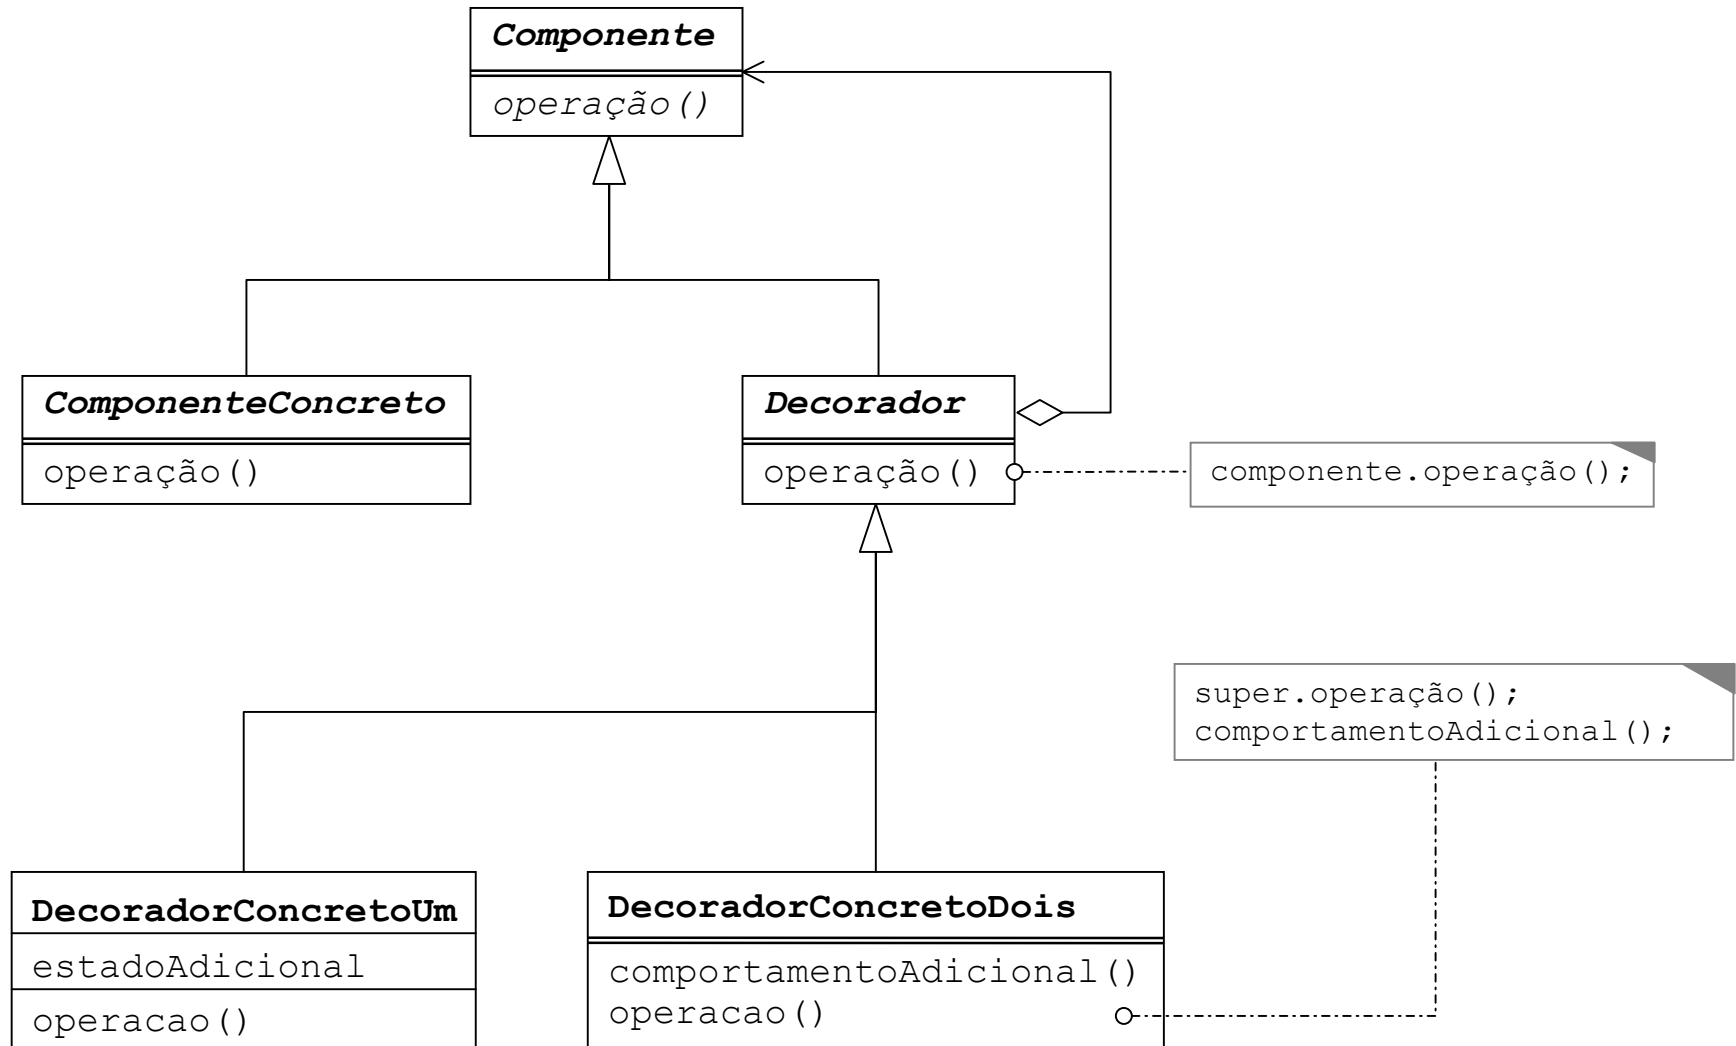 Componente
operação()
ComponenteConcreto
operação()
Decorador
operação()
componente.operação();
super.operação();
comportamentoAdicional();
DecoradorConcretoUm
estadoAdicional
operacao()
DecoradorConcretoDois
comportamentoAdicional()
operacao()